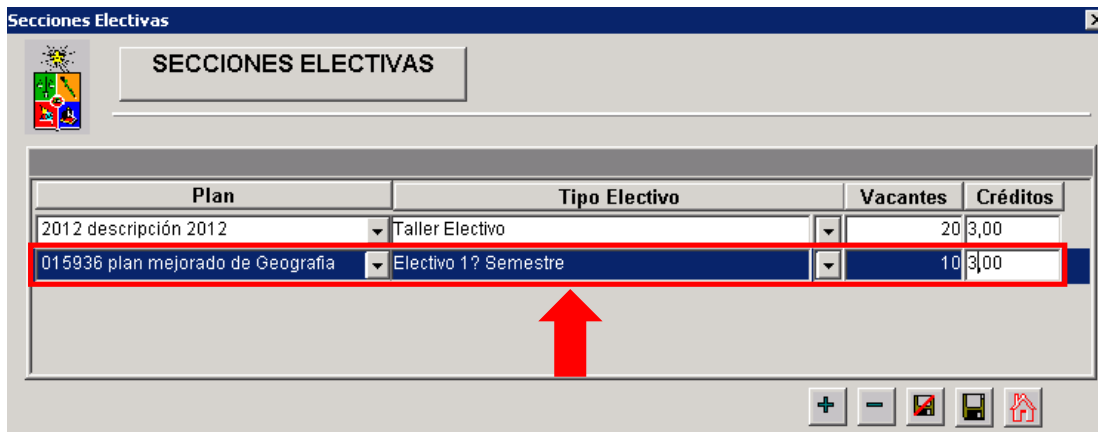 Secciones Electivas
SECCIONES ELECTIVAS
Plan Tipo Electivo Vacantes Créditos
2012 descripción 2012 Taller Electivo 20 3,00
015936 plan mejorado de Geografia Electivo 1? Semestre 10 3,00